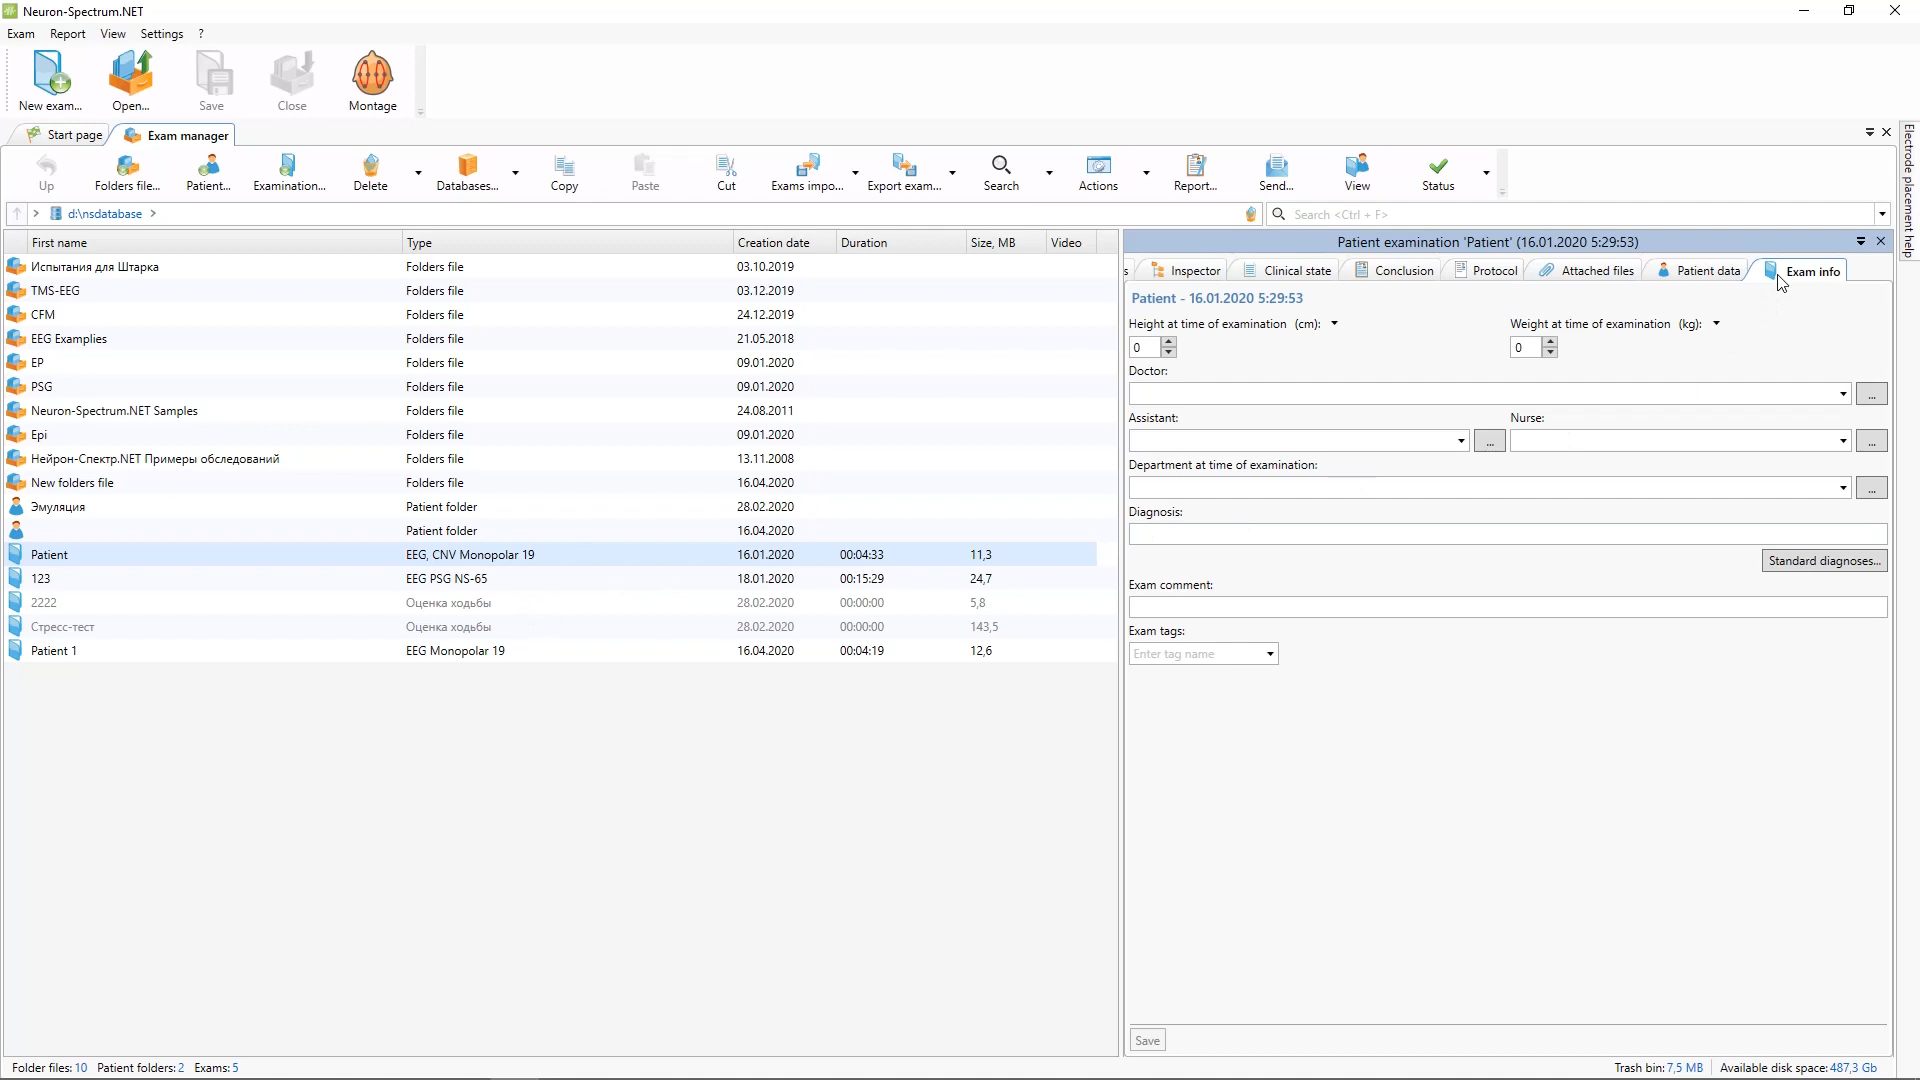 Neuron-Spectrum.NET
Exam Report View Settings ?
New exam... Open... Save Close Montage
Start page Exam manager
Up Folders file... Patient... Examination... Delete Databases... Copy Paste Cut Exams impo... Export exam... Search Actions Report... Send... View Status
d:\nsdatabase Search <Ctrl + F>
Electrode placement help
First name Type Creation date Duration Size, MB Video
Испытания для Штарка Folders file 03.10.2019
TMS-EEG Folders file 03.12.2019
CFM Folders file 24.12.2019
EEG Examplies Folders file 21.05.2018
EP Folders file 09.01.2020
PSG Folders file 09.01.2020
Neuron-Spectrum.NET Samples Folders file 24.08.2011
Epi Folders file 09.01.2020
Нейрон-Спектр.NET Примеры обследований Folders file 13.11.2008
New folders file Folders file 16.04.2020
Эмуляция Patient folder 28.02.2020
Patient folder 16.04.2020
Patient EEG, CNV Monopolar 19 16.01.2020 00:04:33 11,3
123 EEG PSG NS-65 18.01.2020 00:15:29 24,7
2222 Оценка ходьбы 28.02.2020 00:00:00 5,8
Стресс-тест Оценка ходьбы 28.02.2020 00:00:00 143,5
Patient 1 EEG Monopolar 19 16.04.2020 00:04:19 12,6
Patient examination 'Patient' (16.01.2020 5:29:53)
s Inspector Clinical state Conclusion Protocol Attached files Patient data Exam info
Patient - 16.01.2020 5:29:53
Height at time of examination (cm): Weight at time of examination (kg):
0 0
Doctor:
...
Assistant: Nurse:
... ...
Department at time of examination:
...
Diagnosis:
Standard diagnoses...
Exam comment:
Exam tags:
Enter tag name
Save
Folder files: 10 Patient folders: 2 Exams: 5 Trash bin: 7,5 MB Available disk space: 487,3 Gb